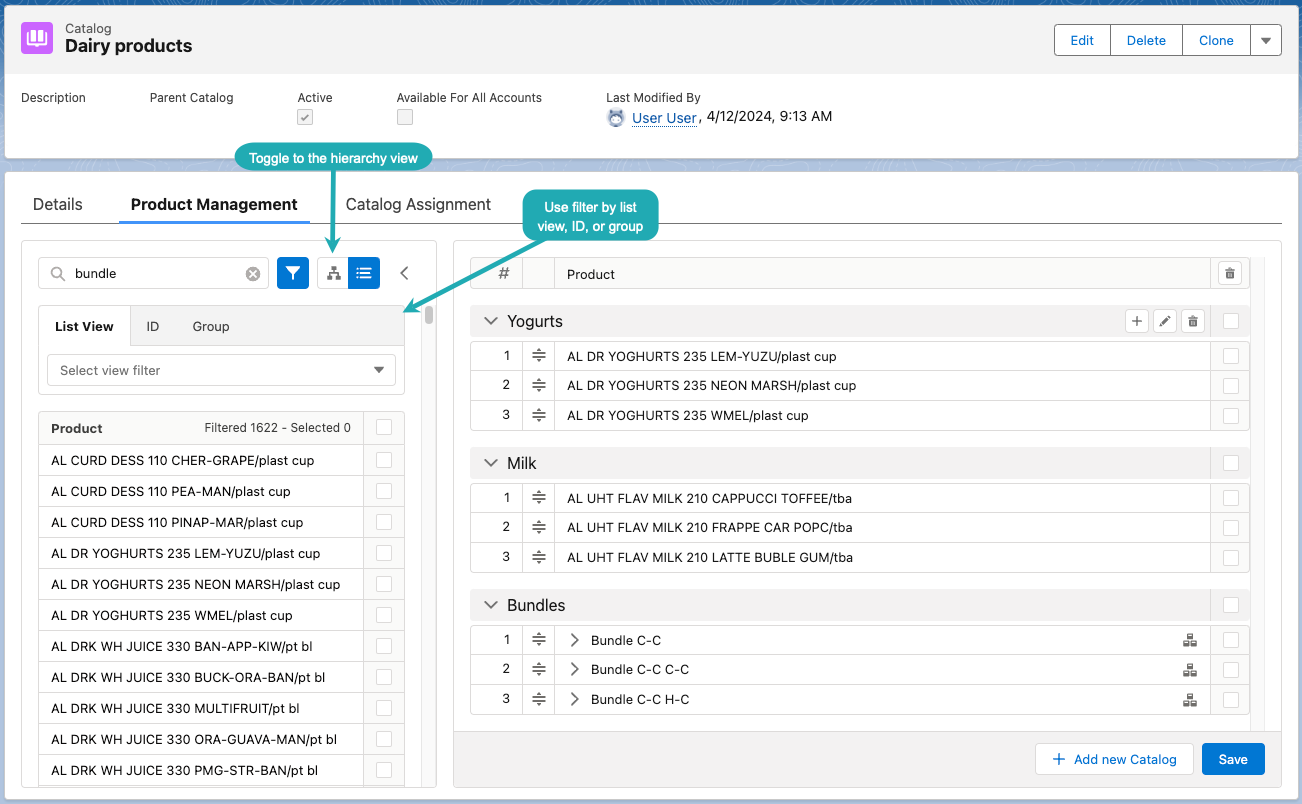 Catalog
Dairy products
Edit
Delete
Clone
Description
Parent Catalog
Active
Available For All Accounts
Last Modified By
User User, 4/12/2024, 9:13 AM
Toggle to the hierarchy view
Details
Product Management
Catalog Assignment
Use filter by list
view, ID, or group
bundle
# Product
List View
ID
Group
Select view filter
Product
Filtered 1622 - Selected 0
AL CURD DESS 110 CHER-GRAPE/plast cup
AL CURD DESS 110 PEA-MAN/plast cup
AL CURD DESS 110 PINAP-MAR/plast cup
AL DR YOGHURTS 235 LEM-YUZU/plast cup
AL DR YOGHURTS 235 NEON MARSH/plast cup
AL DR YOGHURTS 235 WMEL/plast cup
AL DRK WH JUICE 330 BAN-APP-KIW/pt bl
AL DRK WH JUICE 330 BUCK-ORA-BAN/pt bl
AL DRK WH JUICE 330 MULTIFRUIT/pt bl
AL DRK WH JUICE 330 ORA-GUAVA-MAN/pt bl
AL DRK WH JUICE 330 PMG-STR-BAN/pt bl
Yogurts
1 AL DR YOGHURTS 235 LEM-YUZU/plast cup
2 AL DR YOGHURTS 235 NEON MARSH/plast cup
3 AL DR YOGHURTS 235 WMEL/plast cup
Milk
1 AL UHT FLAV MILK 210 CAPPUCCI TOFFEE/tba
2 AL UHT FLAV MILK 210 FRAPPE CAR POPC/tba
3 AL UHT FLAV MILK 210 LATTE BUBLE GUM/tba
Bundles
1 Bundle C-C
2 Bundle C-C C-C
3 Bundle C-C H-C
Add new Catalog
Save